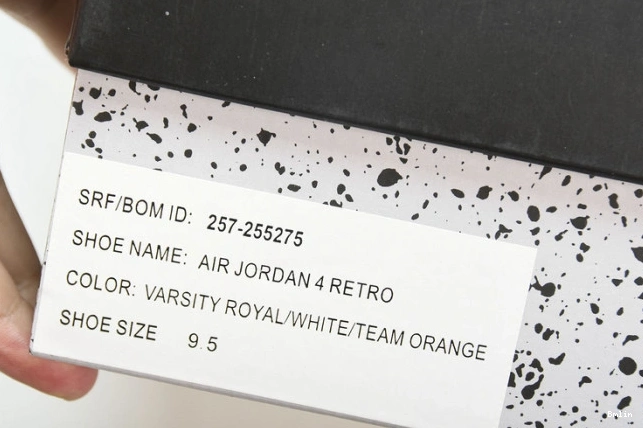 SRF/BOM ID: 257-255275
SHOE NAME: AIR JORDAN 4 RETRO
COLOR: VARSITY ROYAL/WHITE/TEAM ORANGE
SHOE SIZE 9.5